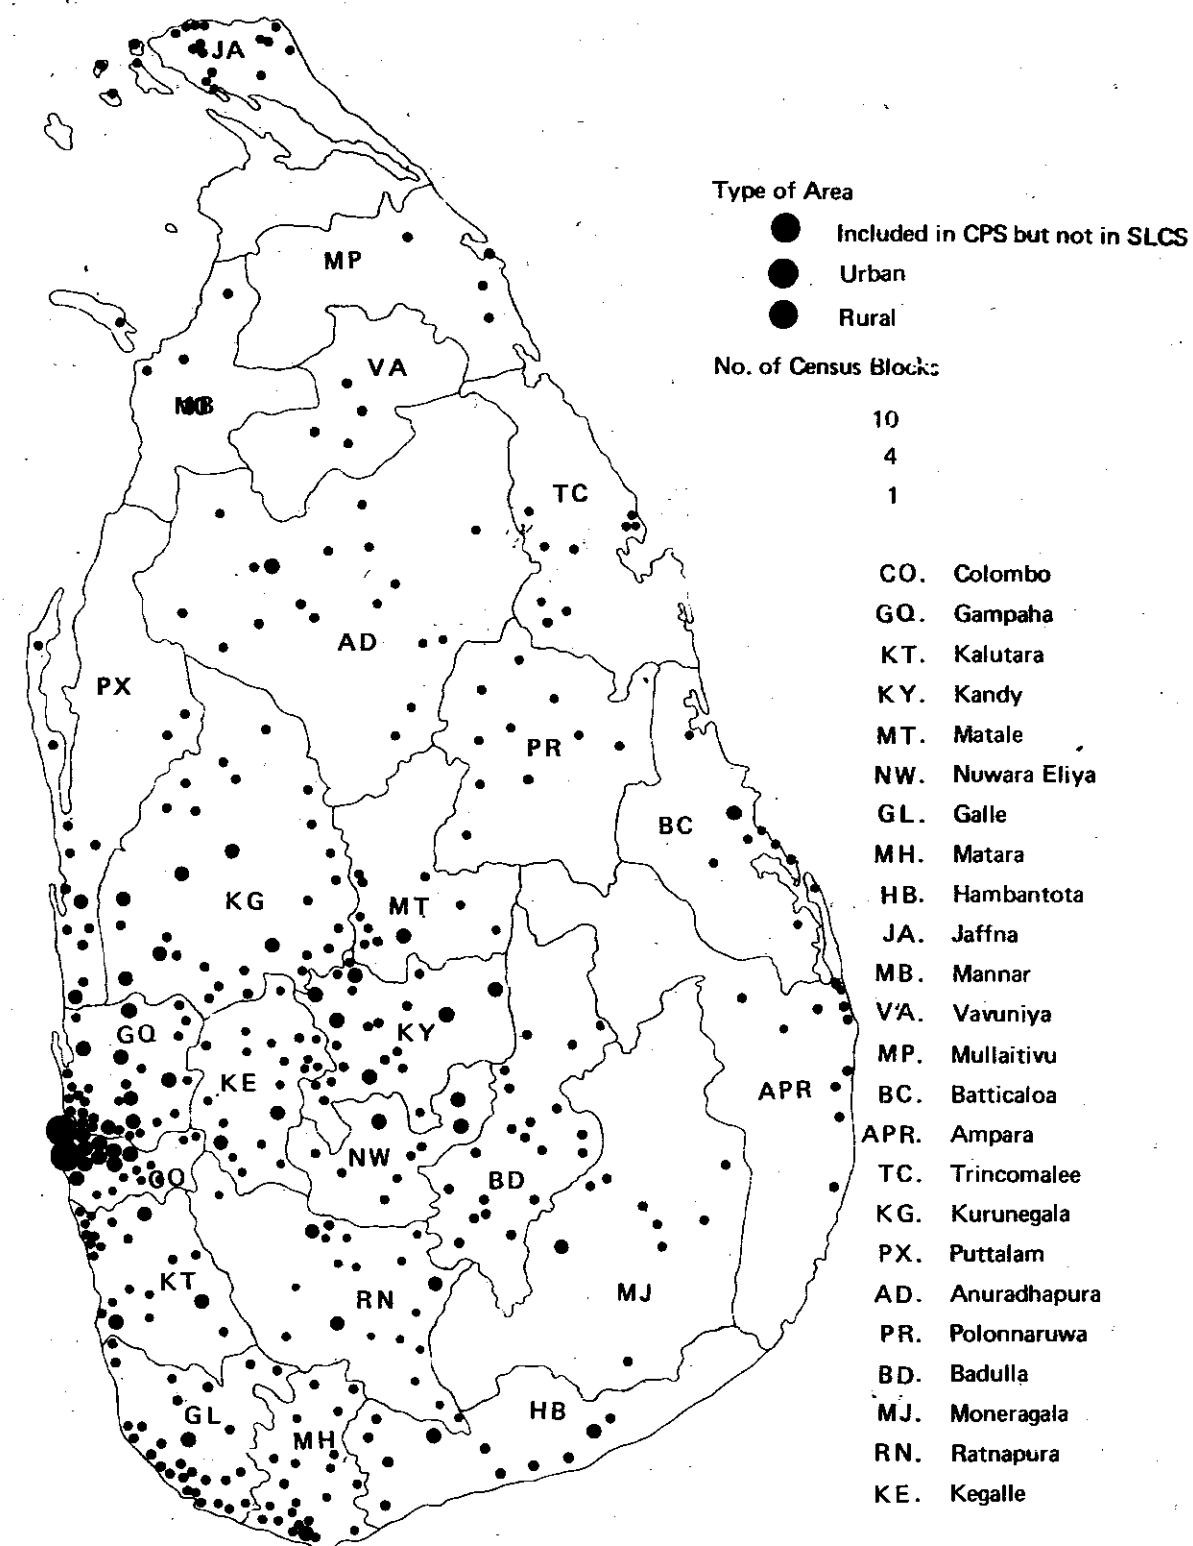 JA
Type of Area
Included in CPS but not in SLCS
Urban
Rural
MP
VA
No. of Census Blocks
10
4
1
TC
AD
PX
PR
BC
KG
MT
GQ
KY
KE
APR
NW
BD
CO
KT
RN
MJ
GL
MH
HB
CO. Colombo
GQ. Gampaha
KT. Kalutara
KY. Kandy
MT. Matale
NW. Nuwara Eliya
GL. Galle
MH. Matara
HB. Hambantota
JA. Jaffna
MB. Mannar
VA. Vavuniya
MP. Mullaitivu
BC. Batticaloa
APR. Ampara
TC. Trincomalee
KG. Kurunegala
PX. Puttalam
AD. Anuradhapura
PR. Polonnaruwa
BD. Badulla
MJ. Moneragala
RN. Ratnapura
KE. Kegalle